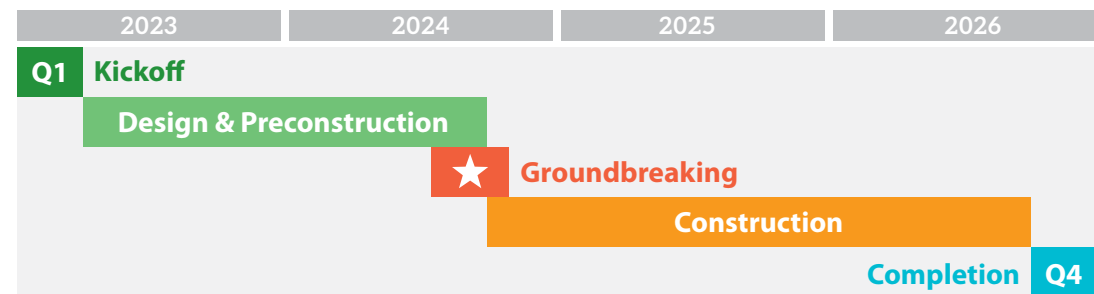 2023 2024 2025 2026
Q1 Kickoff
Design & Preconstruction
Groundbreaking
Construction
Completion Q4